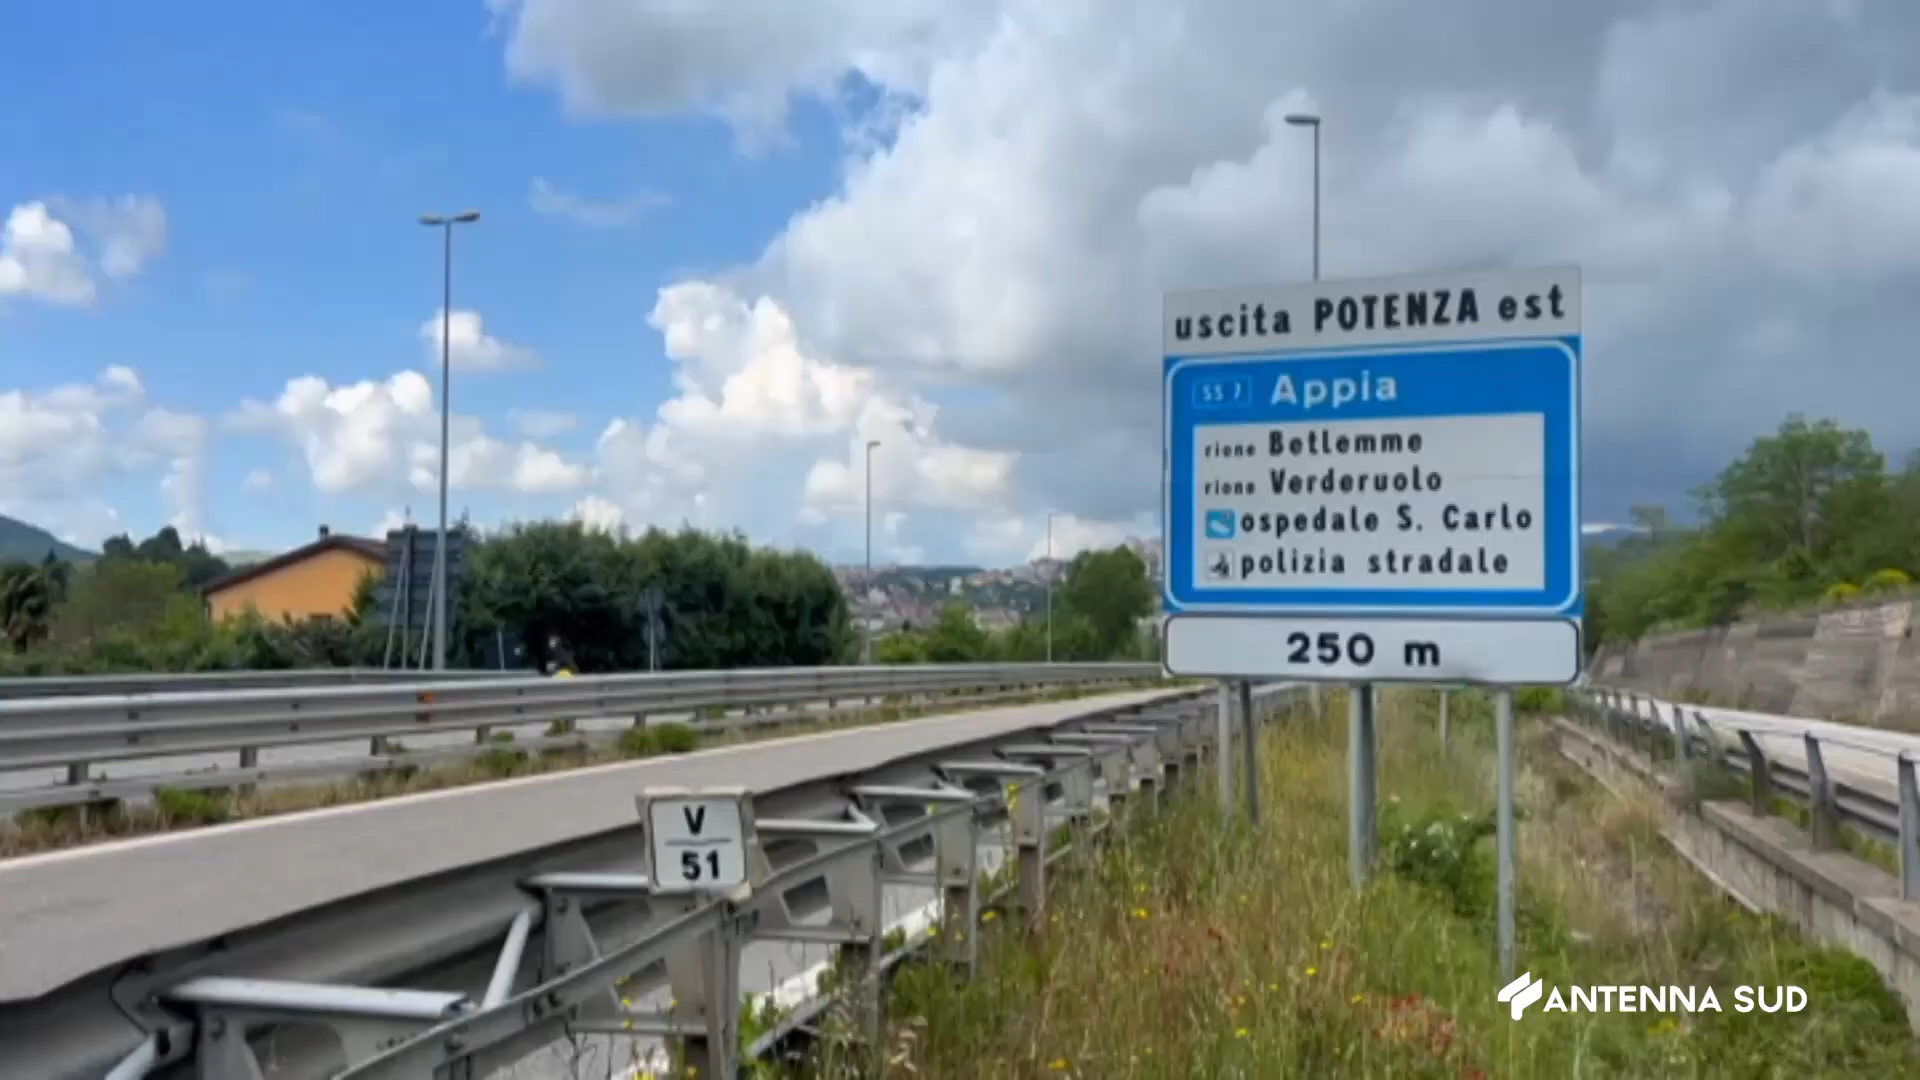 uscita POTENZA est
SS 7 Appia
rione Betlemme
rione Verderuolo
ospedale S. Carlo
polizia stradale
250 m
V
51
ANTENNA SUD